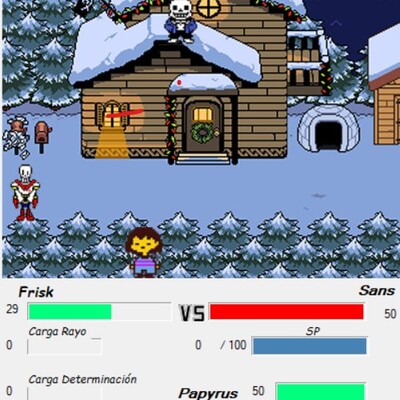 Frisk
Sans
29
VS
50
Carga Rayo
SP
0
0 / 100
Carga Determinación
0
Papyrus
50